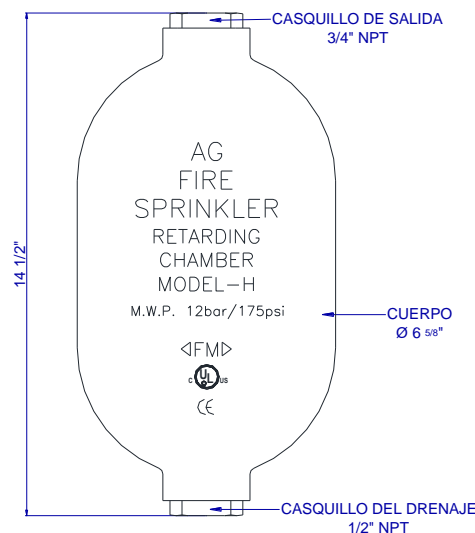 CASQUILLO DE SALIDA
3/4" NPT
AG
FIRE
SPRINKLER
RETARDING
CHAMBER
MODEL-H
M.W.P. 12bar/175psi
14 1/2"
CUERPO
Ø 6 5/8"
FM
C UL US
CE
CASQUILLO DEL DRENAJE
1/2" NPT